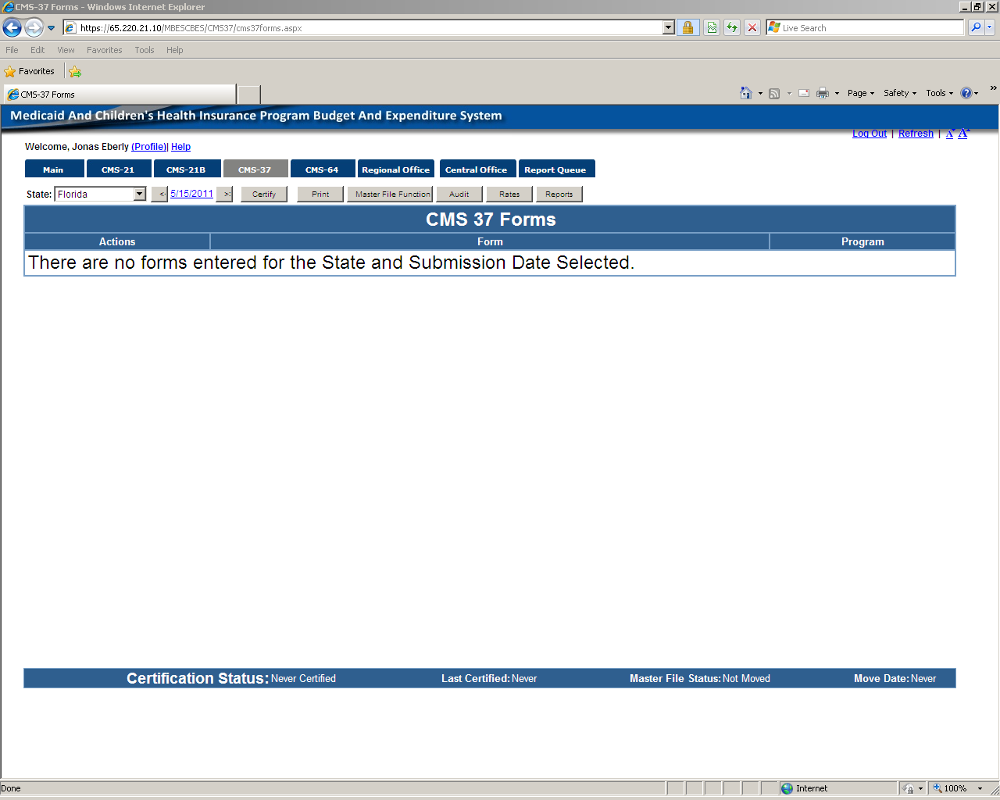 CMS-37 Forms - Windows Internet Explorer
https://65.220.21.10/MBESCBES/CMS37/cms37forms.aspx
Live Search
File Edit View Favorites Tools Help
Favorites
CMS-37 Forms
Page Safety Tools
Medicaid And Children's Health Insurance Program Budget And Expenditure System
Log Out | Refresh | A A
Welcome, Jonas Eberly (Profile)| Help
Main CMS-21 CMS-21B CMS-37 CMS-64 Regional Office Central Office Report Queue
State: Florida <- 5/15/2011 >: Certify Print Master File Function Audit Rates Reports
CMS 37 Forms
Actions Form Program
There are no forms entered for the State and Submission Date Selected.
Certification Status: Never Certified Last Certified: Never Master File Status: Not Moved Move Date: Never
Done Internet 100%